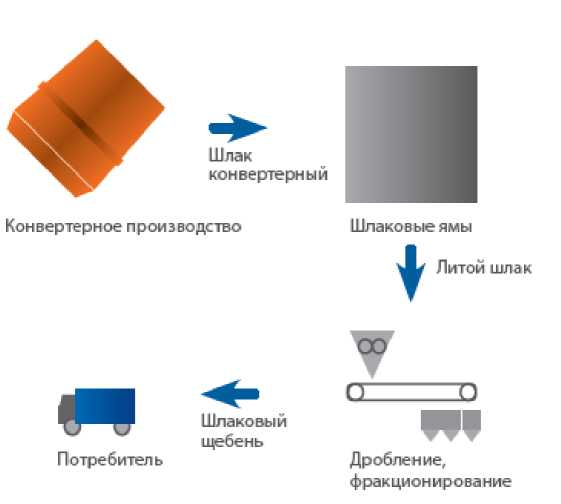 Шлак
конвертерный
Конвертерное производство
Шлаковые ямы
Литой шлак
Шлаковый
щебень
Потребитель
Дробление,
фракционирование